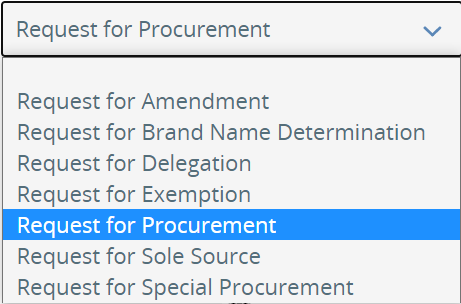 Request for Procurement
Request for Amendment
Request for Brand Name Determination
Request for Delegation
Request for Exemption
Request for Procurement
Request for Sole Source
Request for Special Procurement